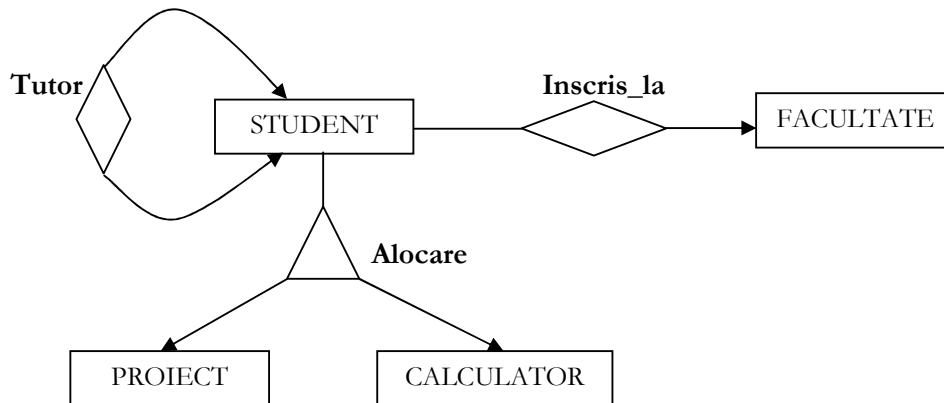 Tutor
Inscris_la
STUDENT
FACULTATE
Alocare
PROIECT
CALCULATOR